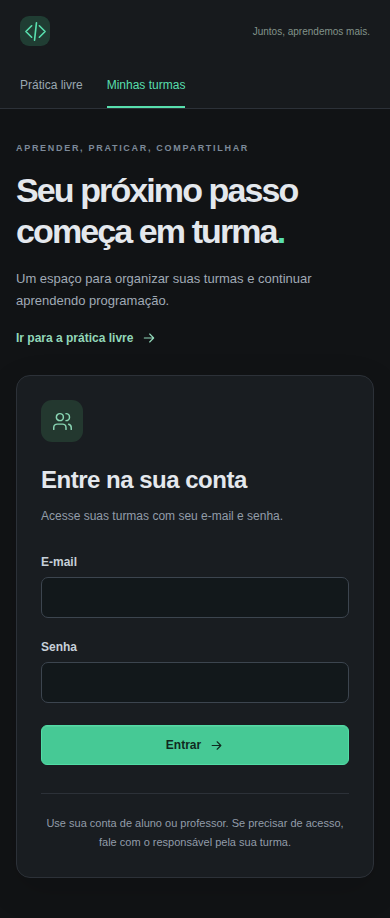 Juntos, aprendemos mais.
Prática livre
Minhas turmas
APRENDER, PRATICAR, COMPARTILHAR
Seu próximo passo
começa em turma.
Um espaço para organizar suas turmas e continuar
aprendendo programação.
Ir para a prática livre
Entre na sua conta
Acesse suas turmas com seu e-mail e senha.
E-mail
Senha
Entrar
Use sua conta de aluno ou professor. Se precisar de acesso,
fale com o responsável pela sua turma.